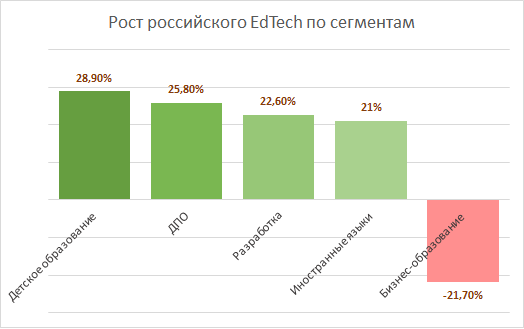 Рост российского EdTech по сегментам
28,90%
25,80%
22,60%
21%
Детское образование
ДПО
Разработка
Иностранные языки
Бизнес-образование
-21,70%